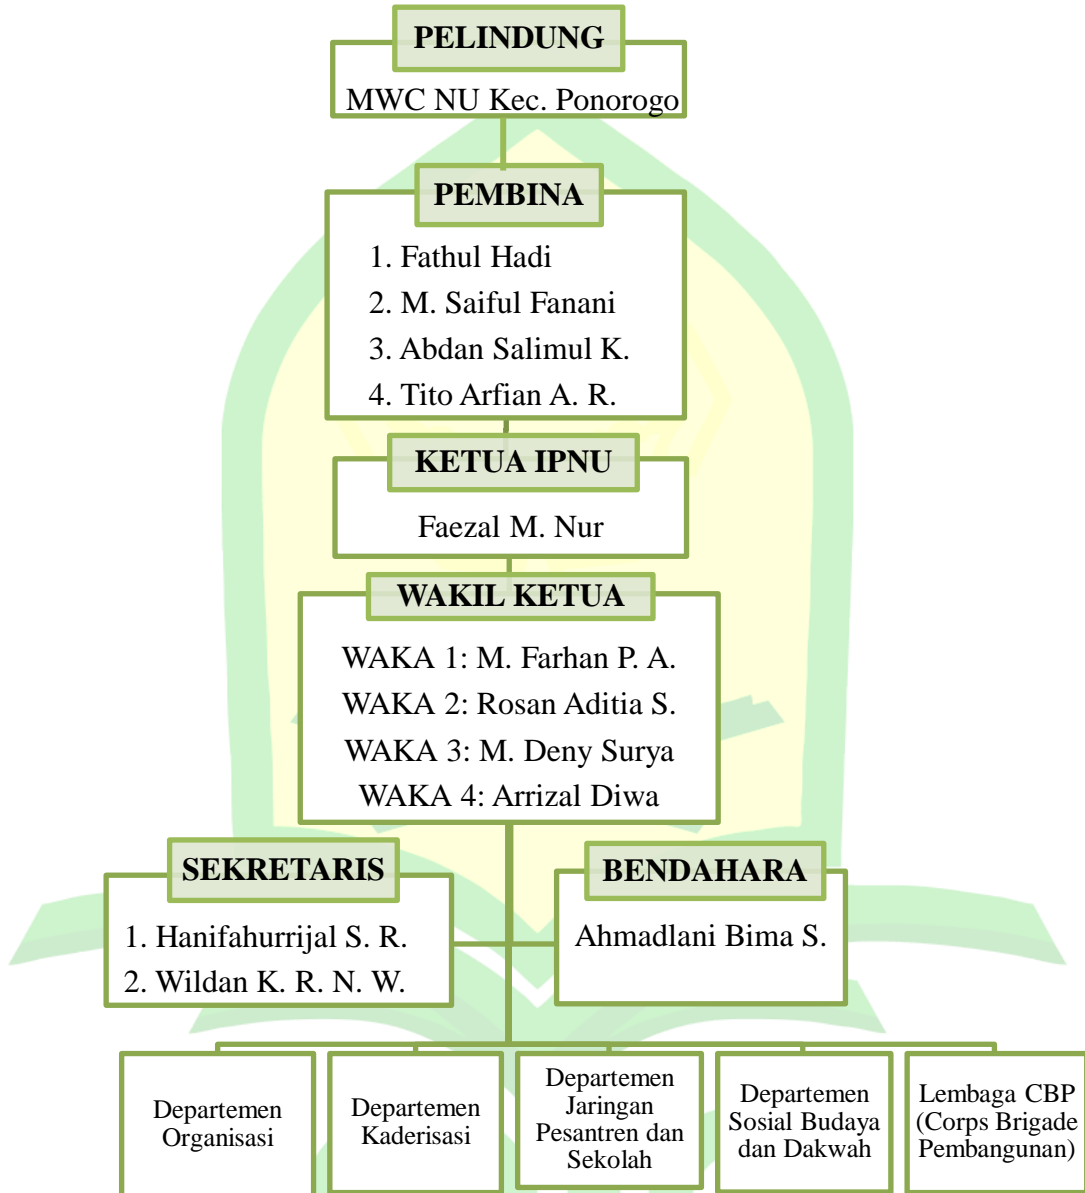 PELINDUNG
MWC NU Kec. Ponorogo
PEMBINA
1. Fathul Hadi
2. M. Saiful Fanani
3. Abdan Salimul K.
4. Tito Arfian A. R.
KETUA IPNU
Faezal M. Nur
WAKIL KETUA
WAKA 1: M. Farhan P. A.
WAKA 2: Rosan Aditia S.
WAKA 3: M. Deny Surya
WAKA 4: Arrizal Diwa
SEKRETARIS
1. Hanifahurrijal S. R.
2. Wildan K. R. N. W.
BENDAHARA
Ahmadlani Bima S.
Departemen
Organisasi
Departemen
Kaderisasi
Departemen
Jaringan
Pesantren dan
Sekolah
Departemen
Sosial Budaya
dan Dakwah
Lembaga CBP
(Corps Brigade
Pembangunan)